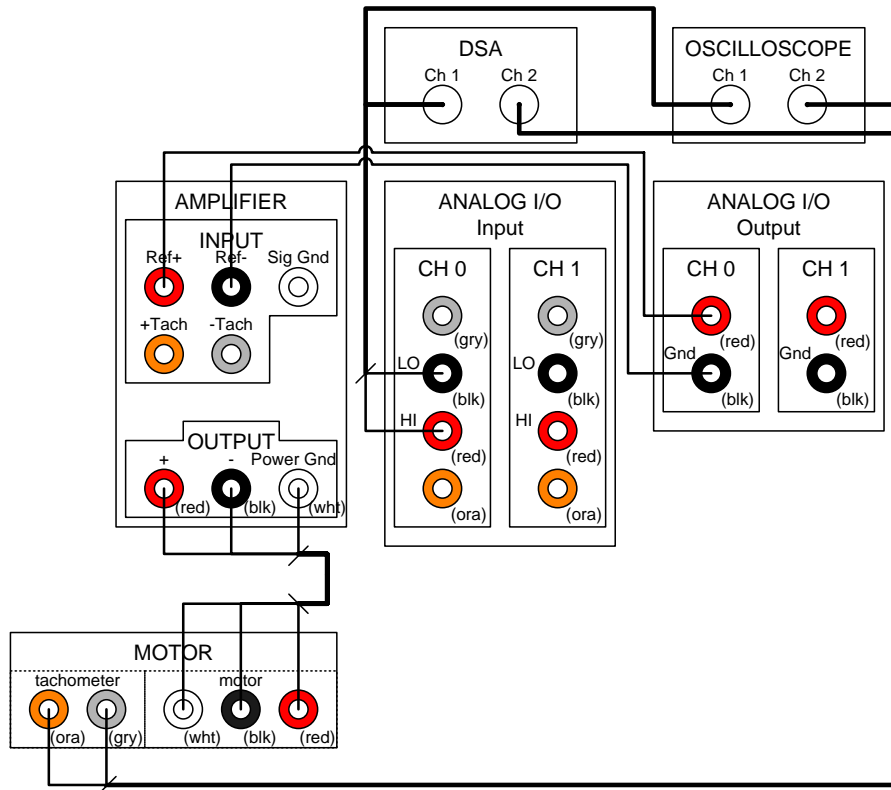 DSA
Ch 1 Ch 2
OSCILLOSCOPE
Ch 1 Ch 2
AMPLIFIER
INPUT
Ref+ Ref- Sig Gnd
+Tach -Tach
OUTPUT
+ - Power Gnd
(red) (blk) (wht)
ANALOG I/O
Input
CH 0
(gry)
LO
(blk)
HI
(red)
(ora)
CH 1
(gry)
LO
(blk)
HI
(red)
(ora)
ANALOG I/O
Output
CH 0
(red)
Gnd
(blk)
CH 1
(red)
Gnd
(blk)
MOTOR
tachometer
(ora) (gry)
motor
(wht) (blk) (red)